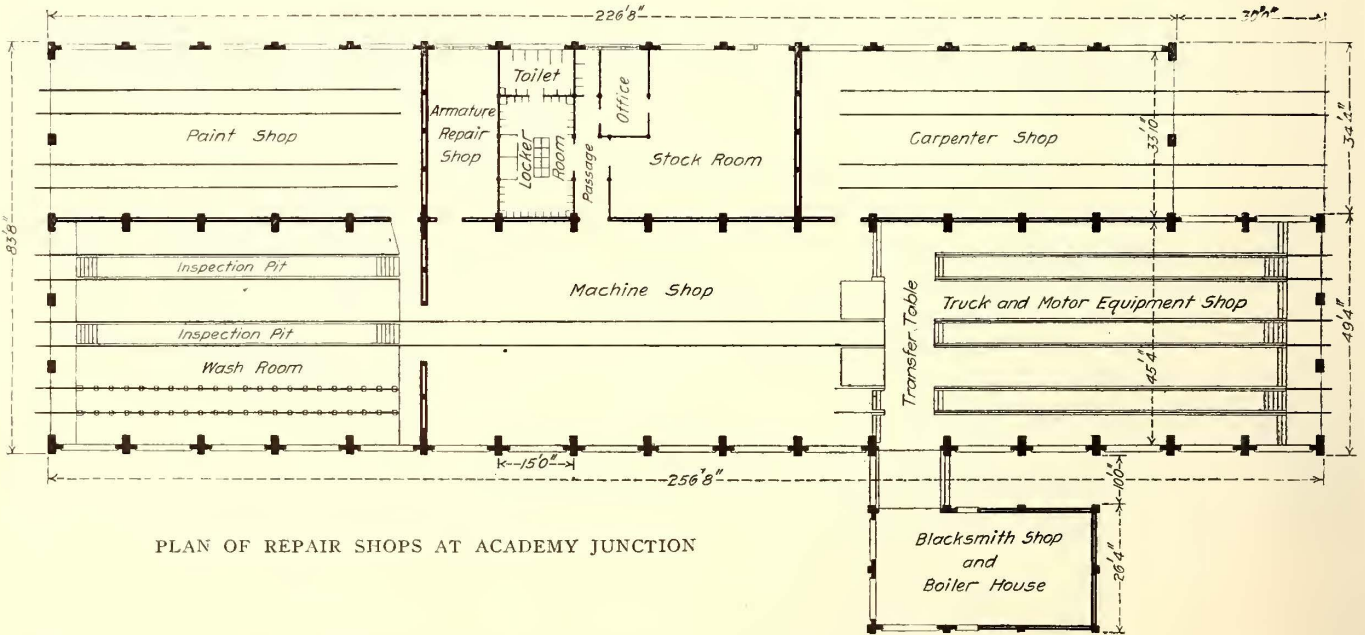 226'8"
30'0"
Toilet
Office
Armature
Repair
Shop
Locker
Room
Passage
Paint Shop
Stock Room
Carpenter Shop
33'10"
34'4"
83'8"
Inspection Pit
Machine Shop
Transfer Table
Truck and Motor Equipment Shop
Inspection Pit
Wash Room
45'4"
49'4"
15'0"
256'8"
10'0"
PLAN OF REPAIR SHOPS AT ACADEMY JUNCTION
Blacksmith Shop
and
Boiler House
26'4"